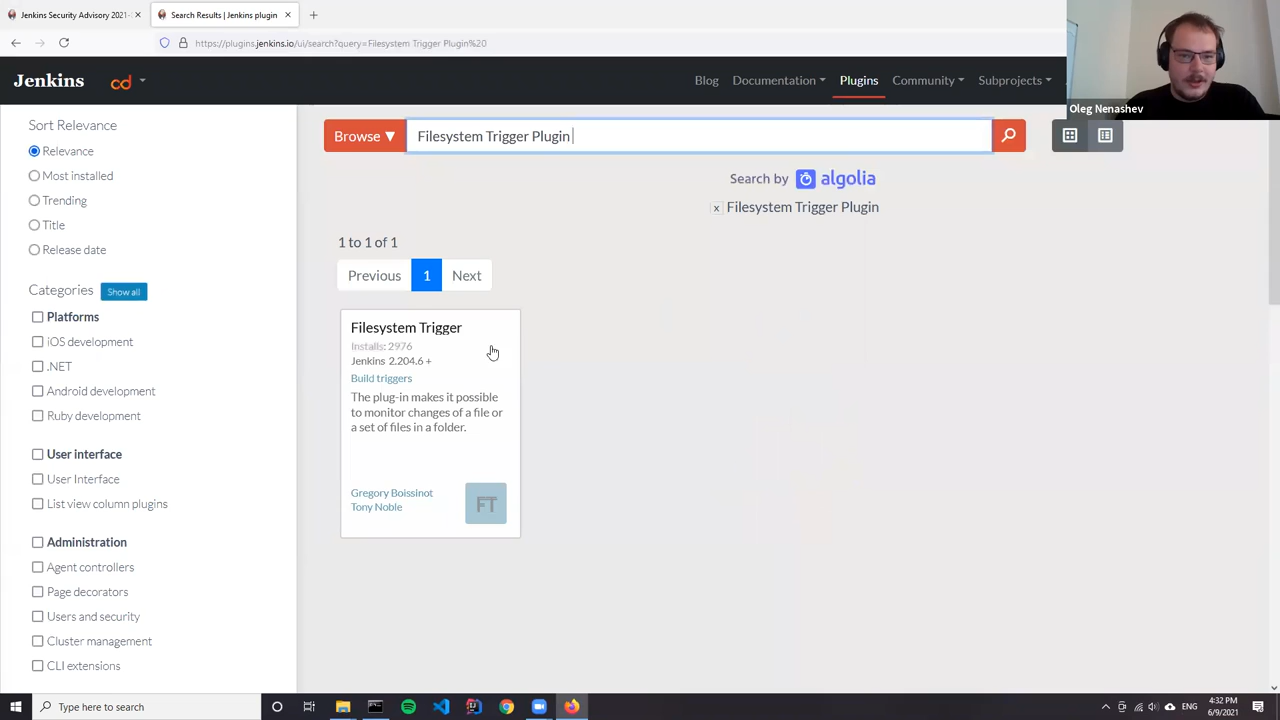 Jenkins Security Advisory 2021-
Search Results | Jenkins plugin
https://plugins.jenkins.io/ui/search?query=Filesystem Trigger Plugin%20
Jenkins
cd
Blog
Documentation
Plugins
Community
Subprojects
Oleg Nenashev
Sort Relevance
Relevance
Most installed
Trending
Title
Release date
Categories
Show all
Platforms
iOS development
.NET
Android development
Ruby development
User interface
User Interface
List view column plugins
Administration
Agent controllers
Page decorators
Users and security
Cluster management
CLI extensions
Browse ▼
Filesystem Trigger Plugin
Search by algolia
x Filesystem Trigger Plugin
1 to 1 of 1
Previous 1 Next
Filesystem Trigger
Installs: 2976
Jenkins 2.204.6 +
Build triggers
The plug-in makes it possible
to monitor changes of a file or
a set of files in a folder.
Gregory Boissinot
Tony Noble
FT
Type here to search
ENG
4:32 PM
6/9/2021